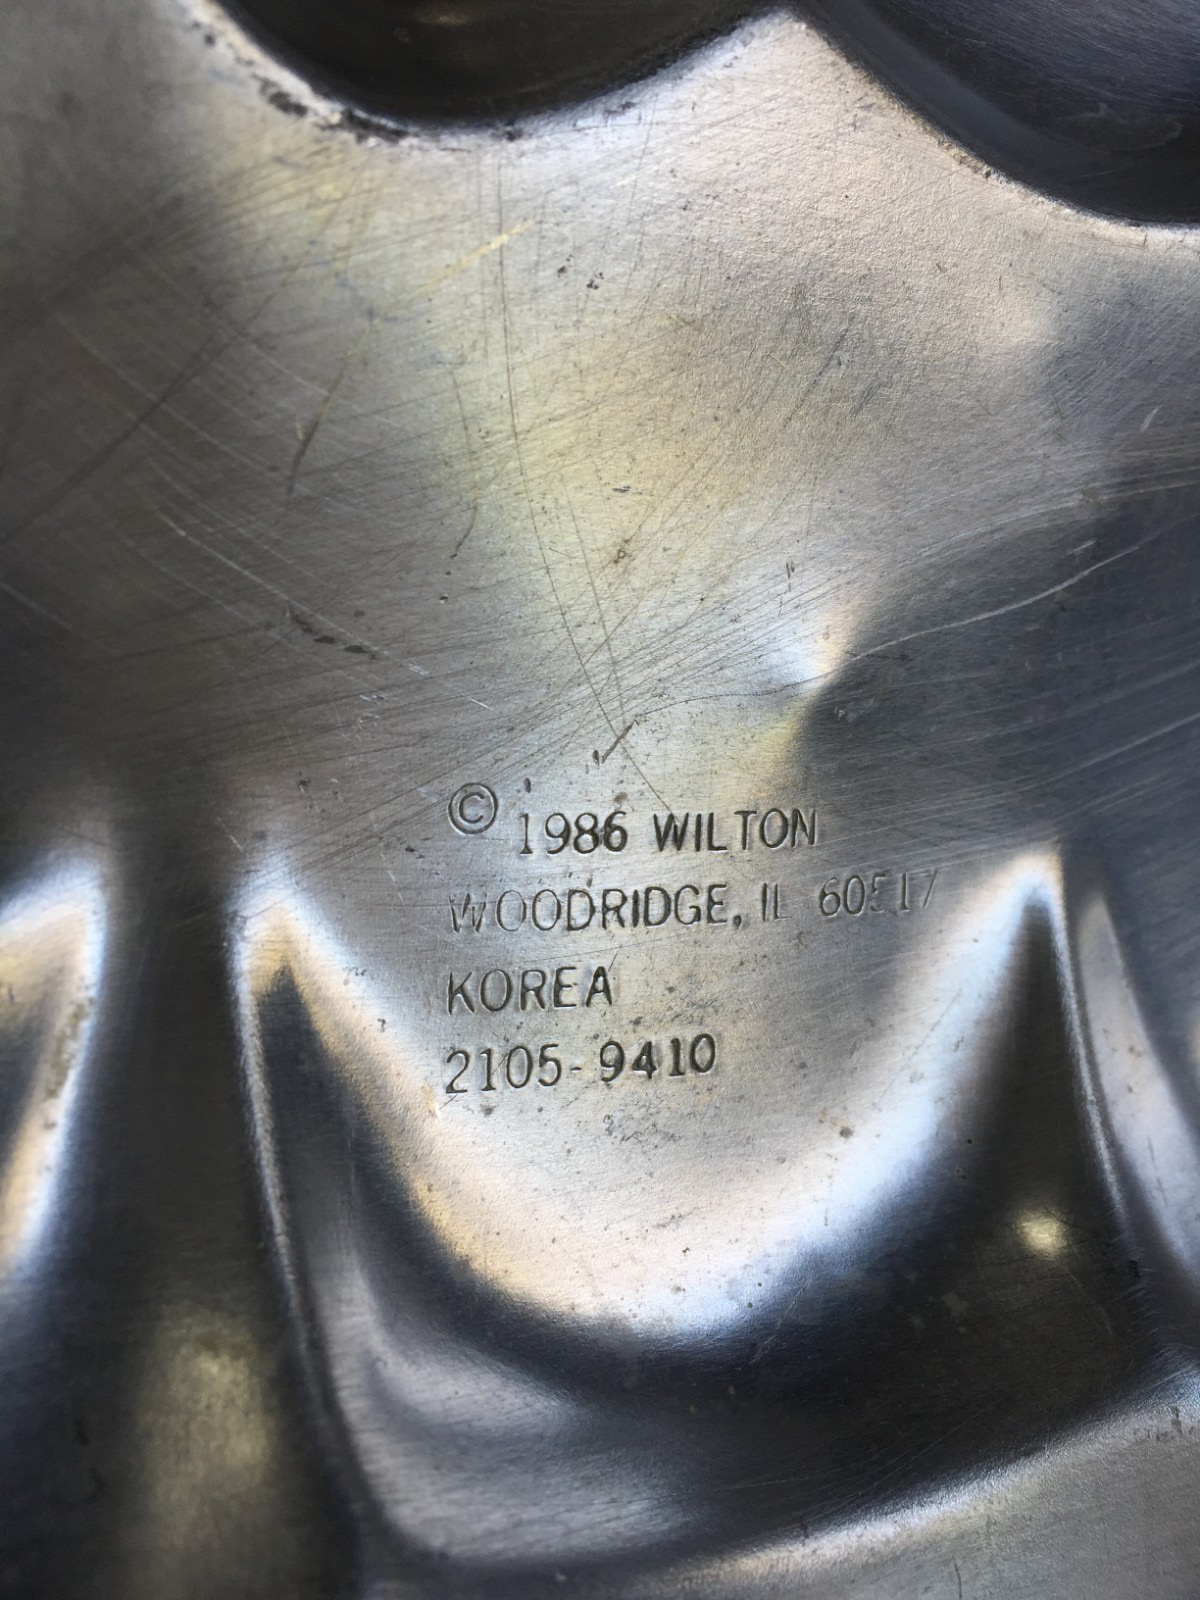 © 1986 WILTON
WOODRIDGE, IL 60517
KOREA
2105-9410